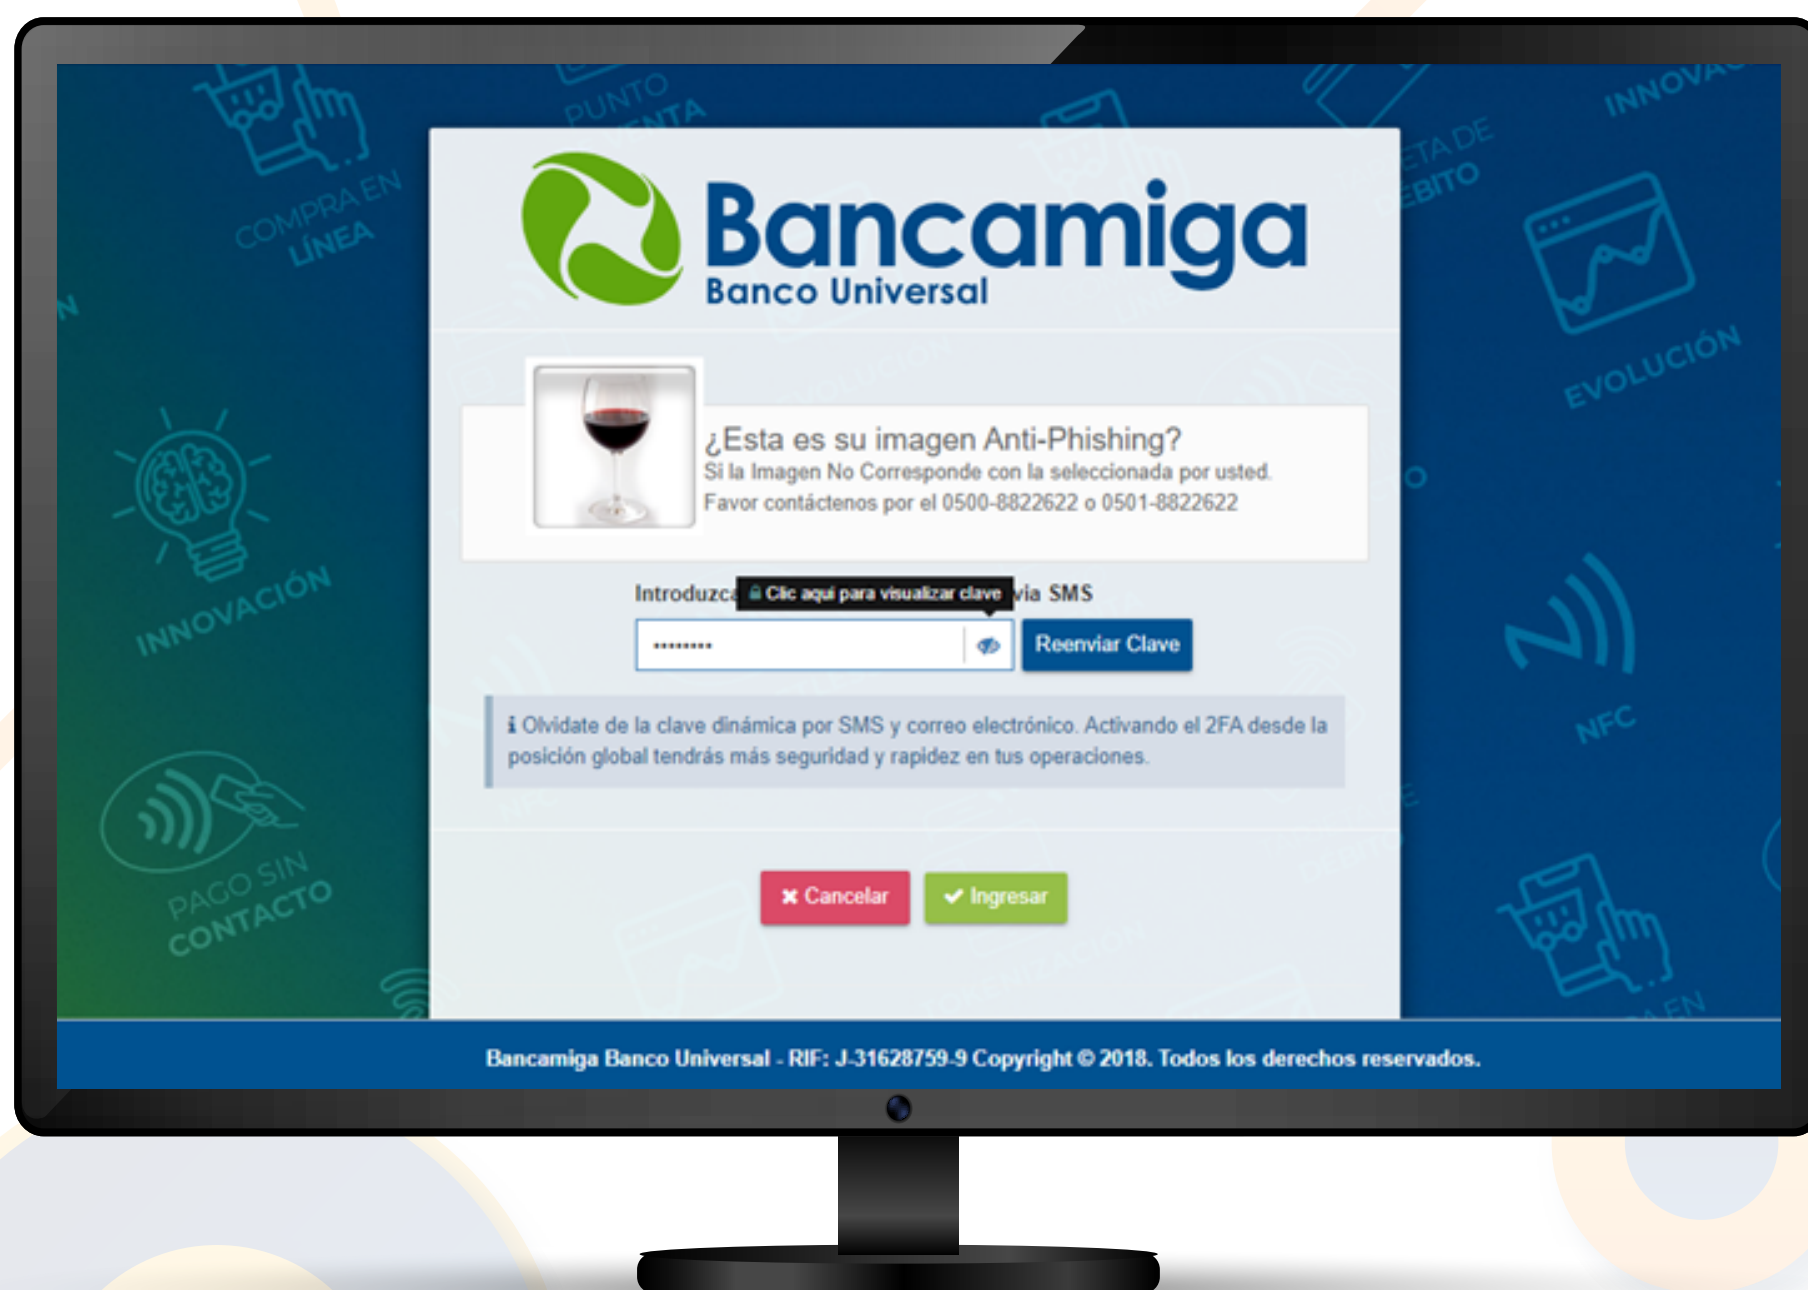 COMPRA EN
LÍNEA
PUNTO
VENTA
DÉBITO
EVOLUCIÓN
INNOVACIÓN
NFC
PAGO SIN
CONTACTO
Bancamiga
Banco Universal
¿Esta es su imagen Anti-Phishing?
Si la Imagen No Corresponde con la seleccionada por usted.
Favor contáctenos por el 0500-8822622 o 0501-8822622
Clic aquí para visualizar clave
via SMS
••••••••
Reenviar Clave
i Olvidate de la clave dinámica por SMS y correo electrónico. Activando el 2FA desde la
posición global tendrás más seguridad y rapidez en tus operaciones.
Cancelar
Ingresar
Bancamiga Banco Universal - RIF: J-31628759-9 Copyright © 2018. Todos los derechos reservados.